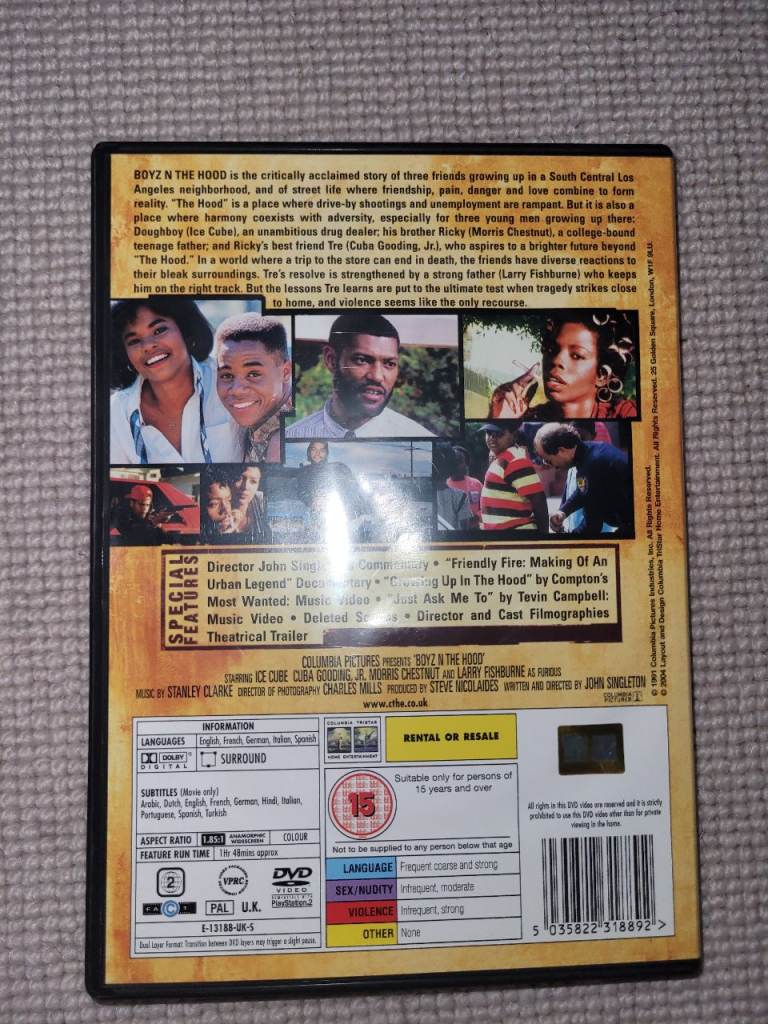 BOYZ N THE HOOD is the critically acclaimed story of three friends growing up in a South Central Los
Angeles neighborhood, and of street life where friendship, pain, danger and love combine to form
reality. "The Hood" is a place where drive-by shootings and unemployment are rampant. But it is also a
place where harmony coexists with adversity, especially for three young men growing up there:
Doughboy (Ice Cube), an unambitious drug dealer; his brother Ricky (Morris Chestnut), a college-bound
teenage father; and Ricky's best friend Tre (Cuba Gooding, Jr.), who aspires to a brighter future beyond
"The Hood." In a world where a trip to the store can end in death, the friends have diverse reactions to
their bleak surroundings. Tre's resolve is strengthened by a strong father (Larry Fishburne) who keeps
him on the right track. But the lessons Tre learns are put to the ultimate test when tragedy strikes close
to home, and violence seems like the only recourse.
SPECIAL
FEATURES
Director John Commentary • "Friendly Fire: Making Of An
Urban Legend" Documentary • "Growing Up In The Hood" by Compton's
Most Wanted: Music Video • "Just Ask Me To" by Tevin Campbell:
Music Video • Deleted • Director and Cast Filmographies
Theatrical Trailer
COLUMBIA PICTURES PRESENTS 'BOYZ N THE HOOD'
STARRING ICE CUBE CUBA GOODING, JR. MORRIS CHESTNUT AND LARRY FISHBURNE AS FURIOUS
MUSIC BY STANLEY CLARKE DIRECTOR OF PHOTOGRAPHY CHARLES MILLS PRODUCED BY STEVE NICOLAIDES WRITTEN AND DIRECTED BY JOHN SINGLETON
COLUMBIA
PICTURES
www.cthe.co.uk
© 1991 Columbia Pictures Industries, Inc. All Rights Reserved.
© 2004 Layout and Design Columbia TriStar Home Entertainment. All Rights Reserved. 25 Golden Square, London, W1F 9LU.
INFORMATION
LANGUAGES English, French, German, Italian, Spanish
DOLBY
DIGITAL
SURROUND
SUBTITLES (Movie only)
Arabic, Dutch, English, French, German, Hindi, Italian,
Portuguese, Spanish, Turkish
ASPECT RATIO 1.85:1 ANAMORPHIC WIDESCREEN COLOUR
FEATURE RUN TIME 1Hr 48mins approx
2
VPRC
DVD
VIDEO
PlayStation 2
FACT
PAL U.K.
E-13188-UK-S
Dual Layer Format: Transition between DVD layers may trigger a slight pause.
COLUMBIA TRISTAR
HOME ENTERTAINMENT
RENTAL OR RESALE
15
Suitable only for persons of
15 years and over
Not to be supplied to any person below that age
LANGUAGE Frequent coarse and strong
SEX/NUDITY Infrequent, moderate
VIOLENCE Infrequent, strong
OTHER None
All rights in this DVD video are reserved and it is strictly
prohibited to use this DVD video other than for private
viewing in the home.
5 035822 318892 >